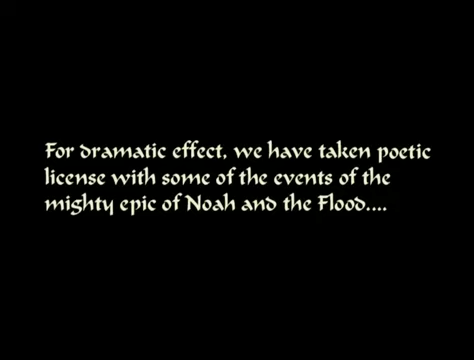 For dramatic effect, we have taken poetic
license with some of the events of the
mighty epic of Noah and the Flood....